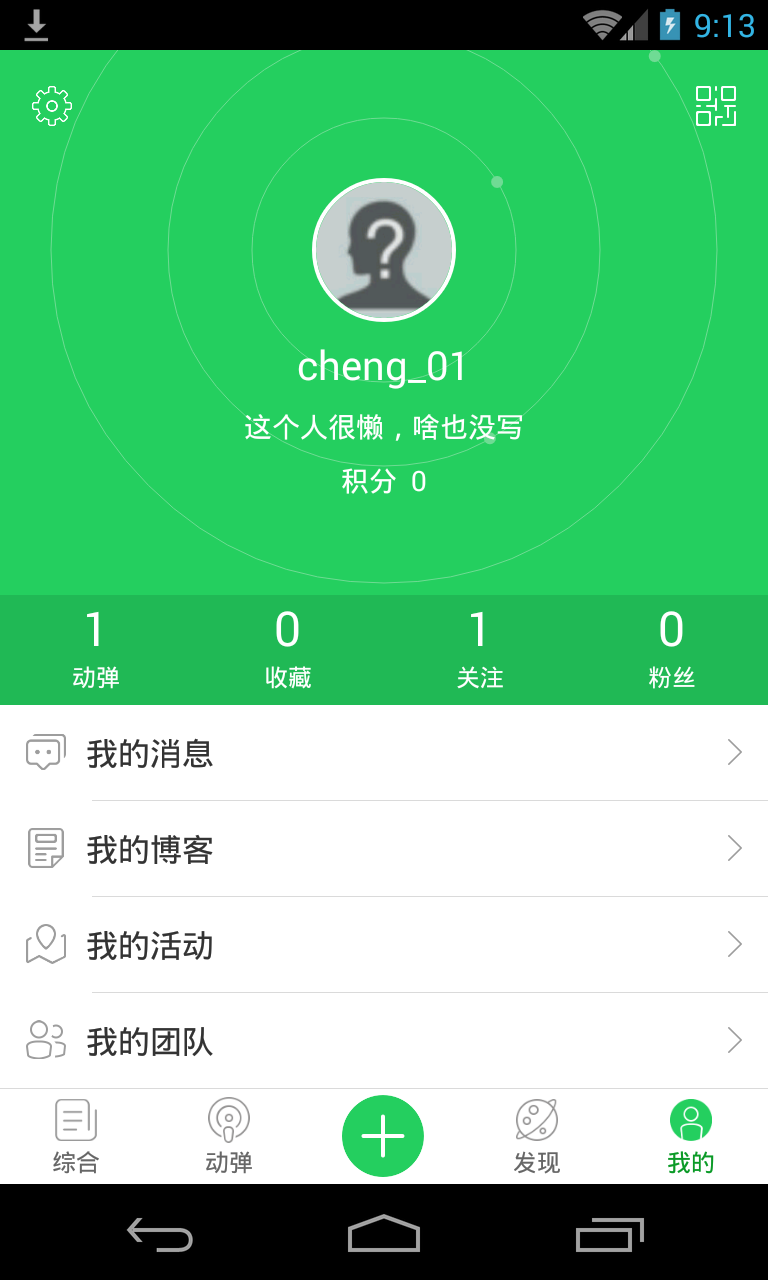 9:13
?
cheng_01
这个人很懒，啥也没写
积分 0
1 0 1 0
动弹 收藏 关注 粉丝
我的消息
我的博客
我的活动
我的团队
综合 动弹 发现 我的